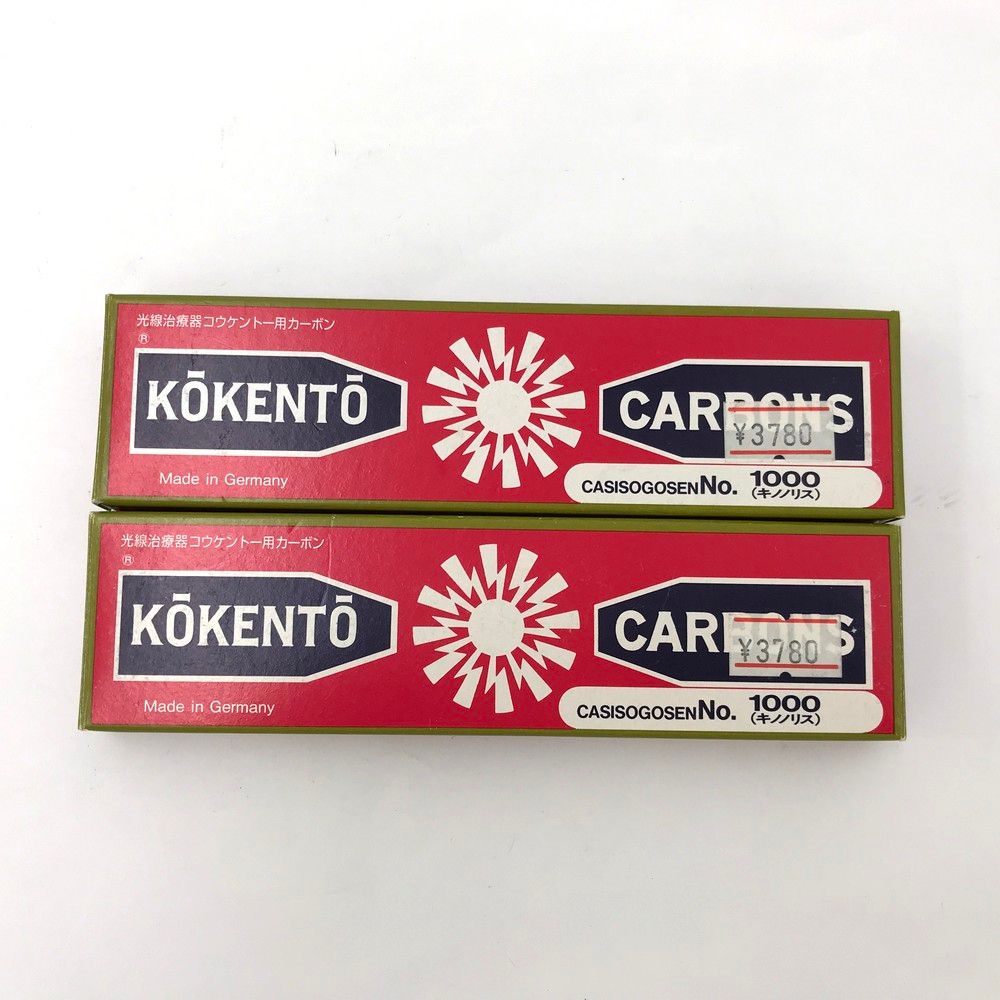 光線治療器コウケントー用カーボン
®
KŌKENTŌ
CARBONS
¥3780
Made in Germany
CASISOGOSEN No. 1000
(キノノリス)
光線治療器コウケントー用カーボン
®
KŌKENTŌ
CARBONS
¥3780
Made in Germany
CASISOGOSEN No. 1000
(キノノリス)